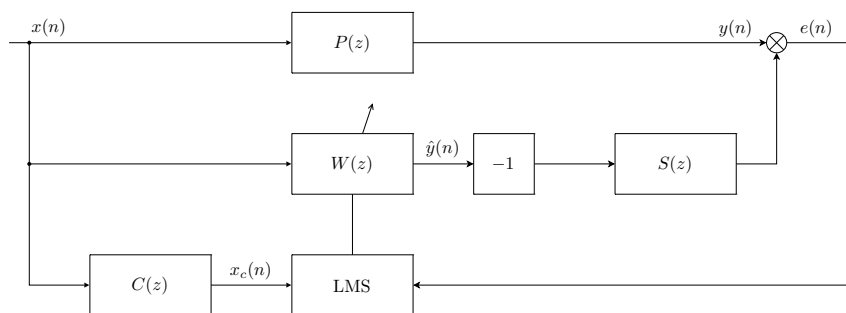 x(n)
P(z)
y(n)
e(n)
W(z)
ŷ(n)
−1
S(z)
C(z)
x_c(n)
LMS